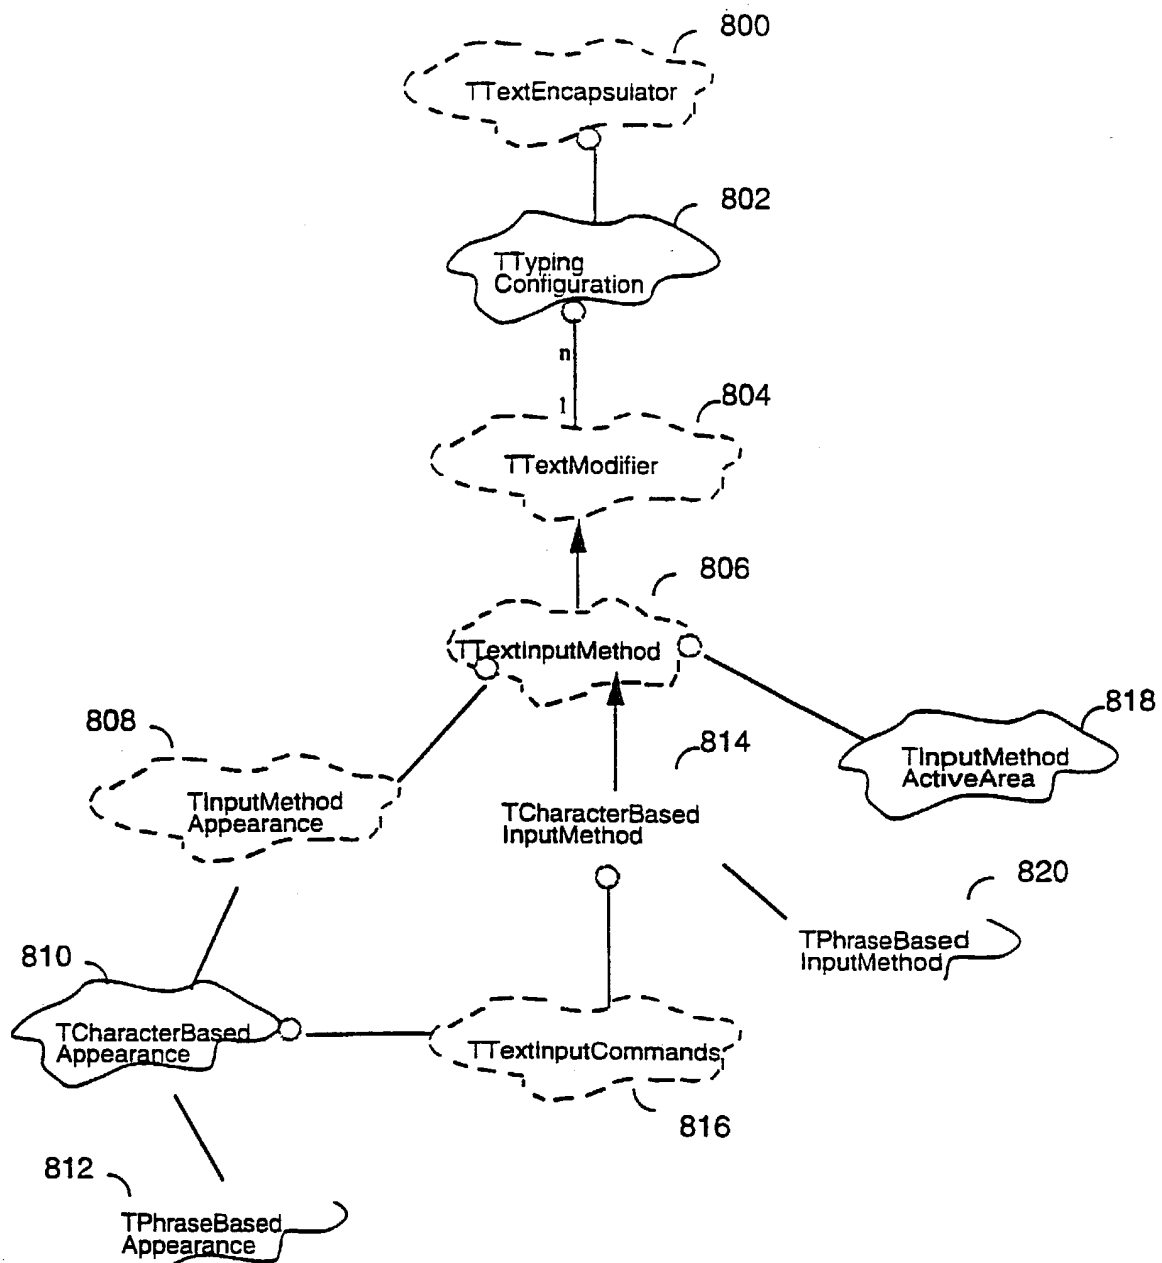 800
TTextEncapsulator
802
TTyping
Configuration
n
1
804
TTextModifier
806
TTextInputMethod
808
TInputMethod
Appearance
814
TCharacterBased
InputMethod
818
TInputMethod
ActiveArea
820
TPhraseBased
InputMethod
810
TCharacterBased
Appearance
TTextInputCommands
816
812
TPhraseBased
Appearance